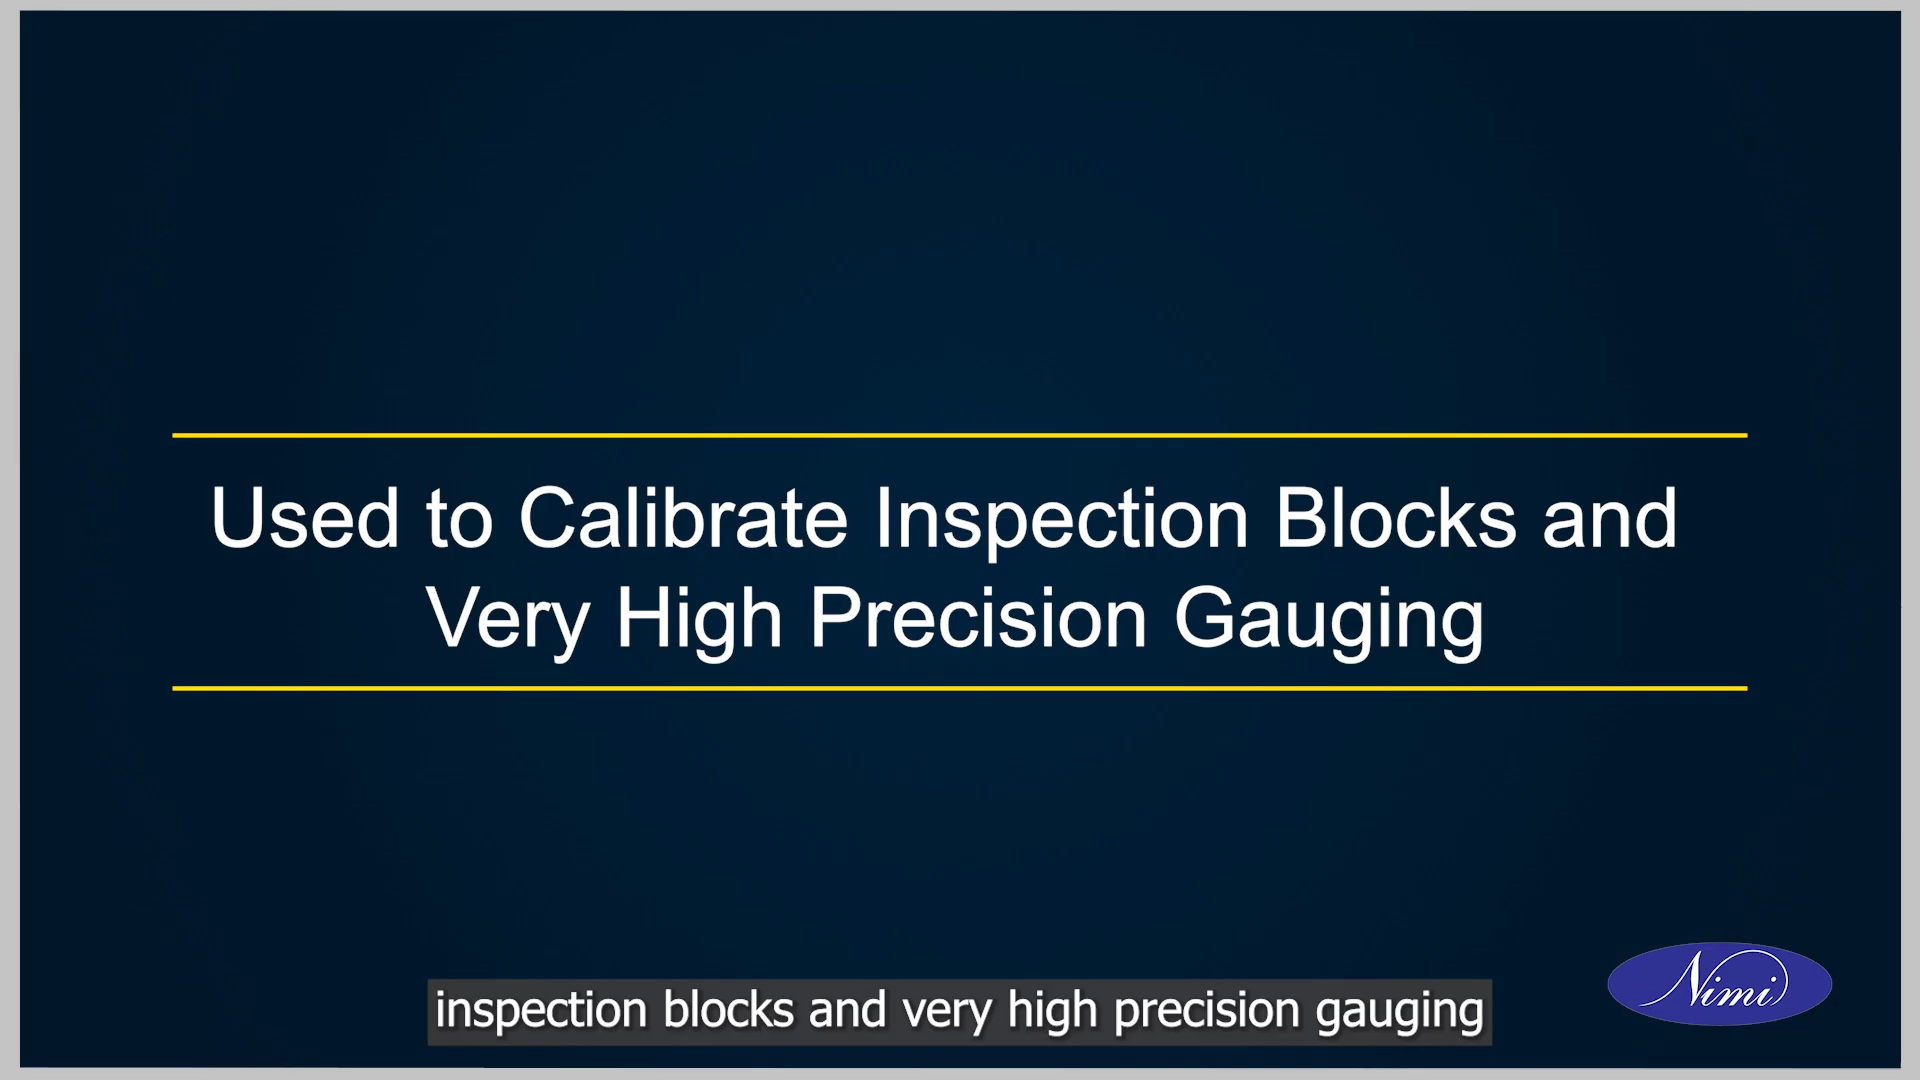 Used to Calibrate Inspection Blocks and
Very High Precision Gauging
Nimi
inspection blocks and very high precision gauging